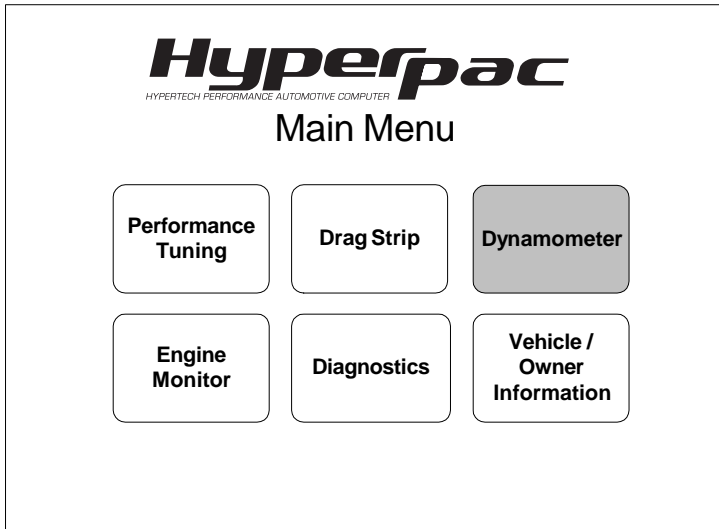 Hyperpac
HYPERTECH PERFORMANCE AUTOMOTIVE COMPUTER
Main Menu
Performance
Tuning
Drag Strip
Dynamometer
Engine
Monitor
Diagnostics
Vehicle /
Owner
Information